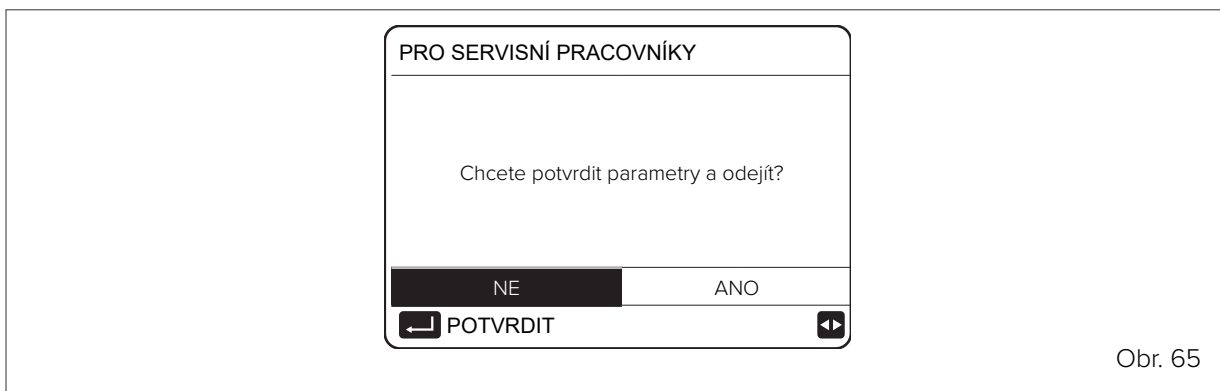 PRO SERVISNÍ PRACOVNÍKY
Chcete potvrdit parametry a odejít?
NE ANO
POTVRDIT
Obr. 65